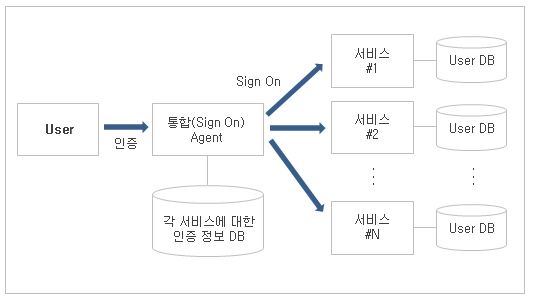 User
인증
통합(Sign On)
Agent
각 서비스에 대한
인증 정보 DB
Sign On
서비스
#1
User DB
서비스
#2
User DB
서비스
#N
User DB